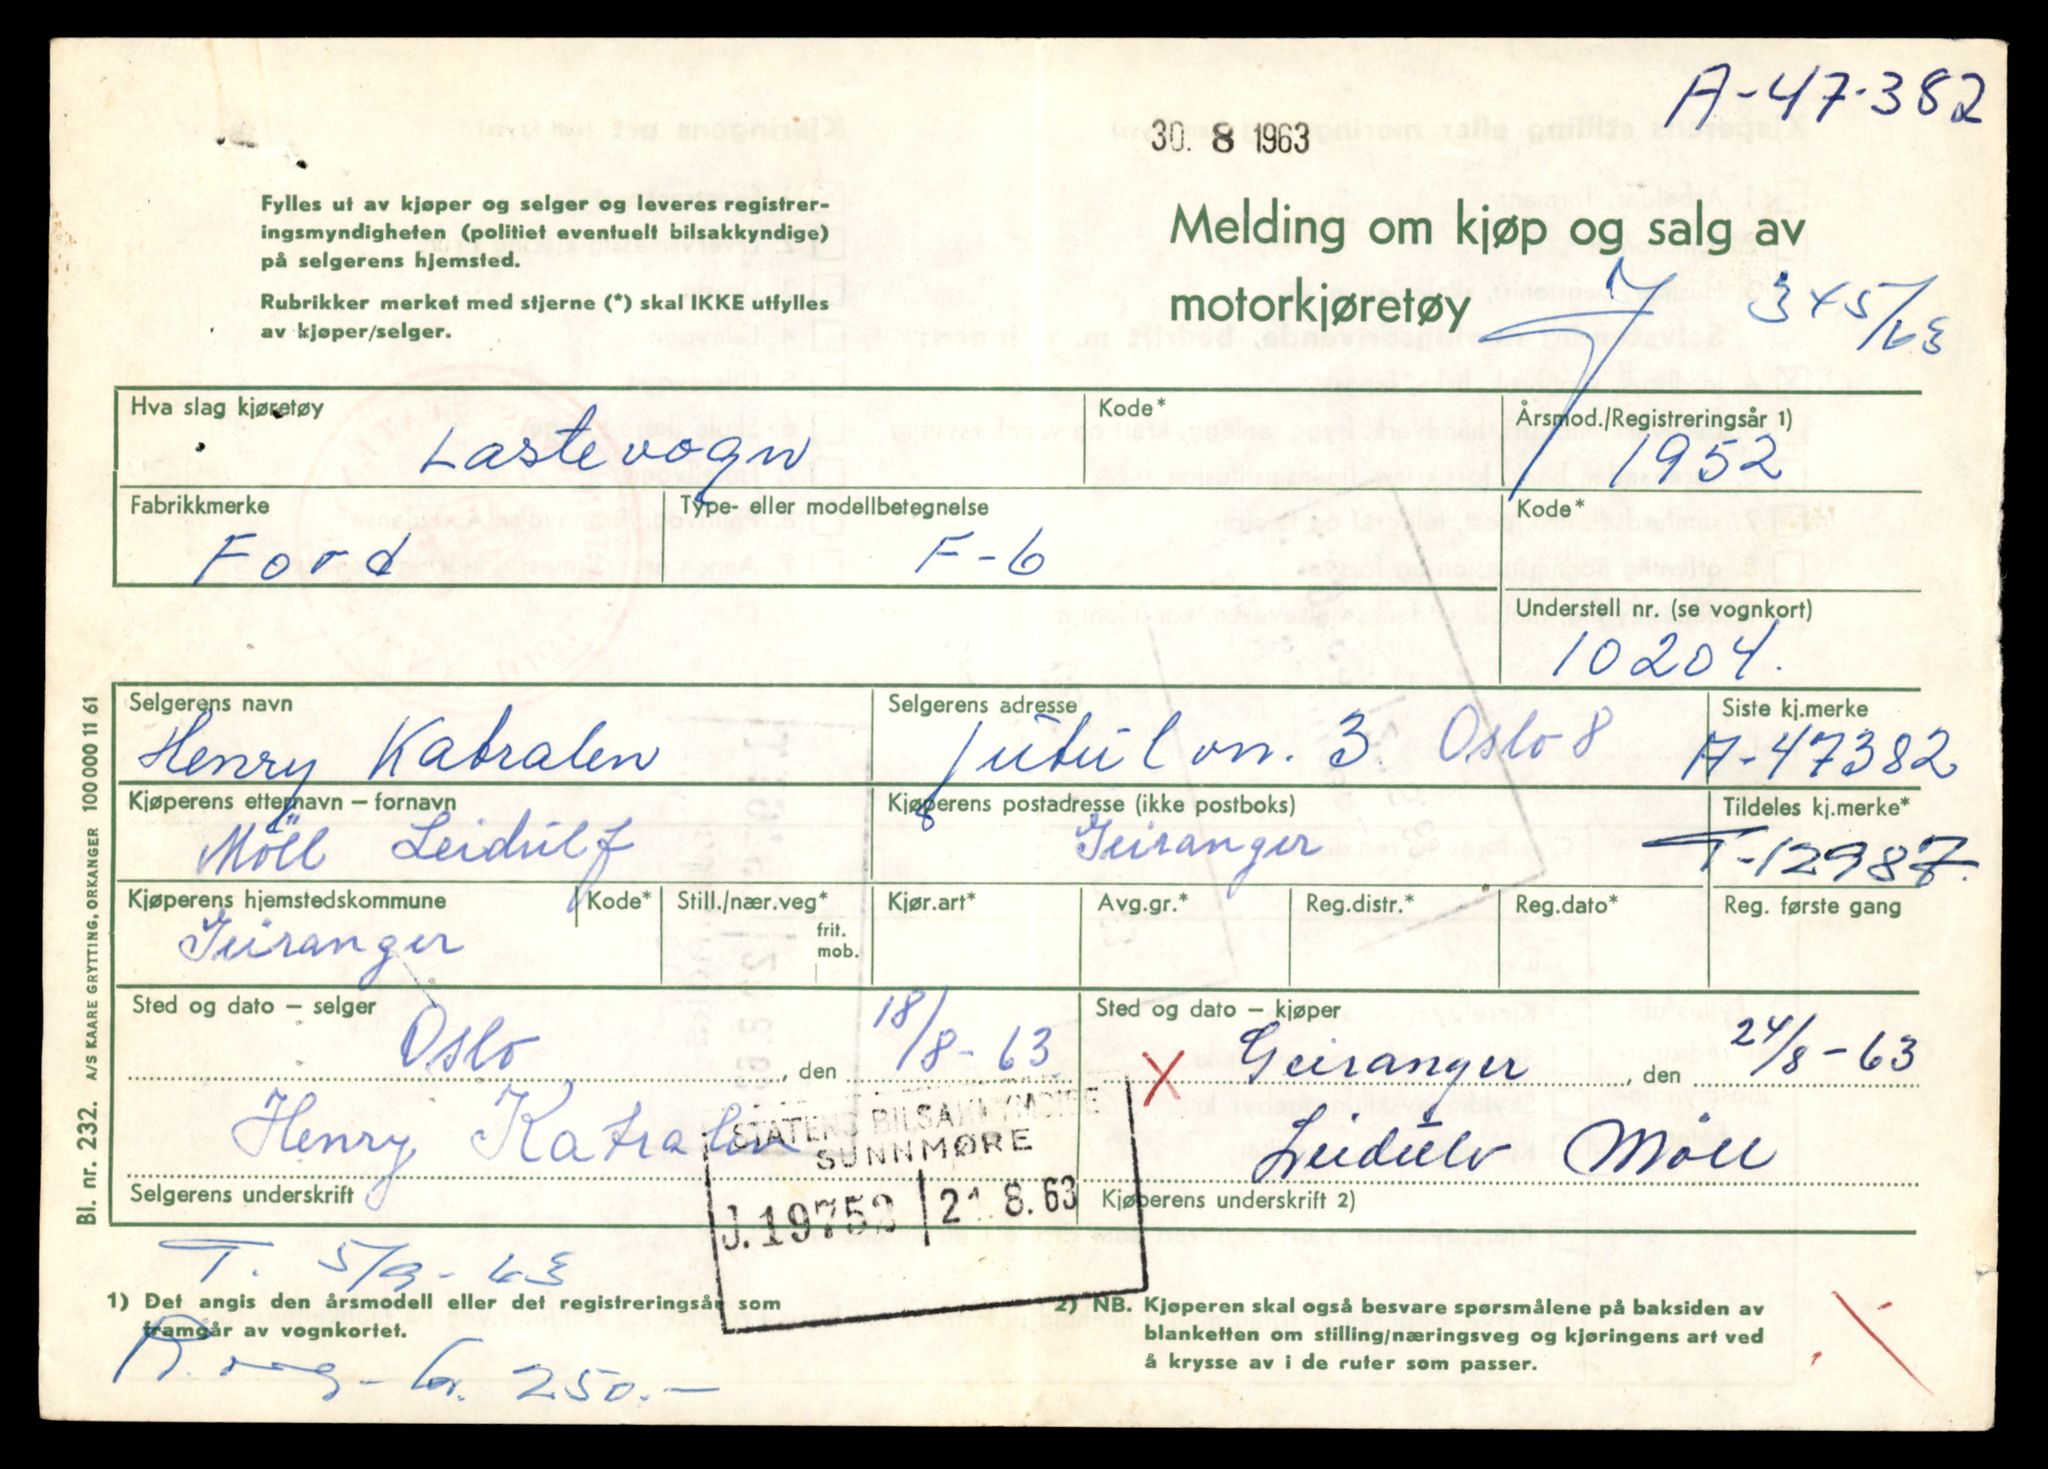 A-47-382
30. 8 1963
Fylles ut av kjøper og selger og leveres registrer-
ingsmyndigheten (politiet eventuelt bilsakkyndige)
på selgerens hjemsted.
Rubrikker merket med stjerne (*) skal IKKE utfylles
av kjøper/selger.
Melding om kjøp og salg av
motorkjøretøy
345/63
Hva slag kjøretøy
Lastevogn
Kode*
Årsmod./Registreringsår 1)
1952
Fabrikkmerke
Ford
Type- eller modellbetegnelse
F-6
Kode*
Understell nr. (se vognkort)
10204.
Selgerens navn
Henry Katralen
Selgerens adresse
Jutulvn. 3. Oslo 8
Siste kj.merke
A-47382
Kjøperens etternavn – fornavn
Möll Leidulf
Kjøperens postadresse (ikke postboks)
Geiranger
Tildeles kj.merke*
T-12987.
Kjøperens hjemstedskommune
Geiranger
Kode*
Still./nær.veg*
frit.
mob.
Kjør.art*
Avg.gr.*
Reg.distr.*
Reg.dato*
Reg. første gang
Sted og dato – selger
Oslo, den 18/8-63.
Henry Katralen
Selgerens underskrift
Sted og dato – kjøper
X Geiranger, den 24/8-63
Leidulv Möll
Kjøperens underskrift 2)
STATENS BILSAKKYNDIGE
SUNNMØRE
J.19752 21 8.63
T. 5/9-63
1) Det angis den årsmodell eller det registreringsår som
framgår av vognkortet.
kr. 250.-
2) NB. Kjøperen skal også besvare spørsmålene på baksiden av
blanketten om stilling/næringsveg og kjøringens art ved
å krysse av i de ruter som passer.
Bl. nr. 232. A/S KAARE GRYTTING, ORKANGER 100 000 11 61